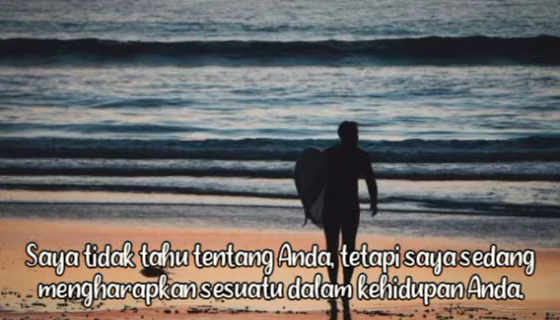 Saya tidak tahu tentang Anda, tetapi saya sedang
mengharapkan sesuatu dalam kehidupan Anda.